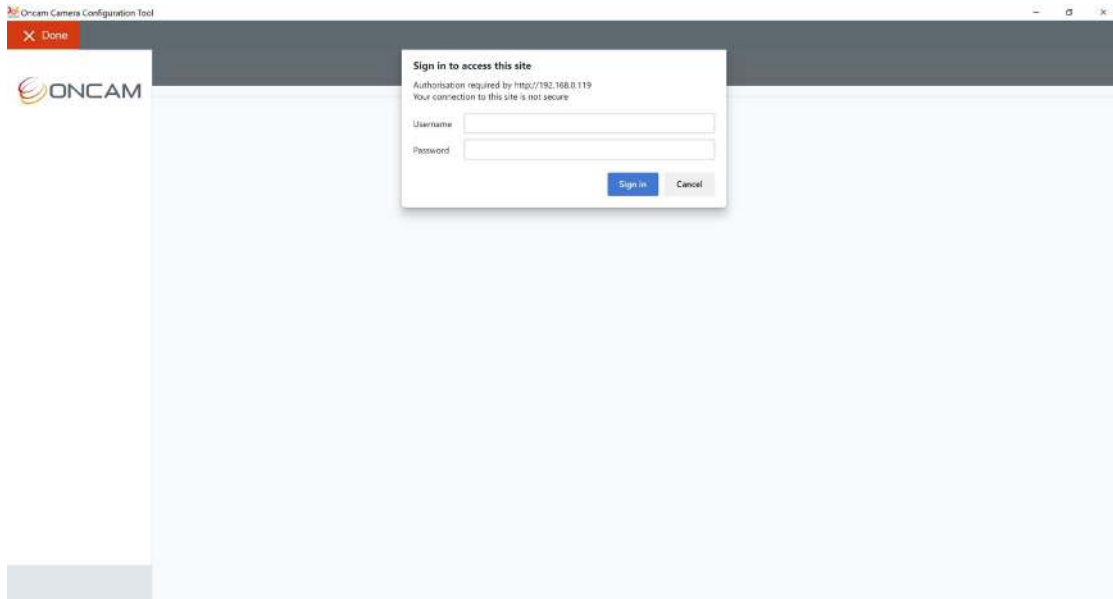 Oncam Camera Configuration Tool
Done
ONCAM
Sign in to access this site
Authorisation required by http://192.168.0.119
Your connection to this site is not secure
Username
Password
Sign in
Cancel